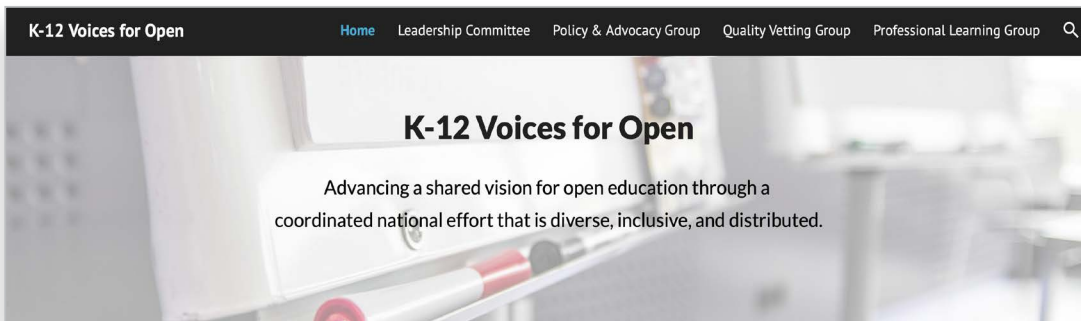 K-12 Voices for Open
Home Leadership Committee Policy & Advocacy Group Quality Vetting Group Professional Learning Group
K-12 Voices for Open
Advancing a shared vision for open education through a
coordinated national effort that is diverse, inclusive, and distributed.